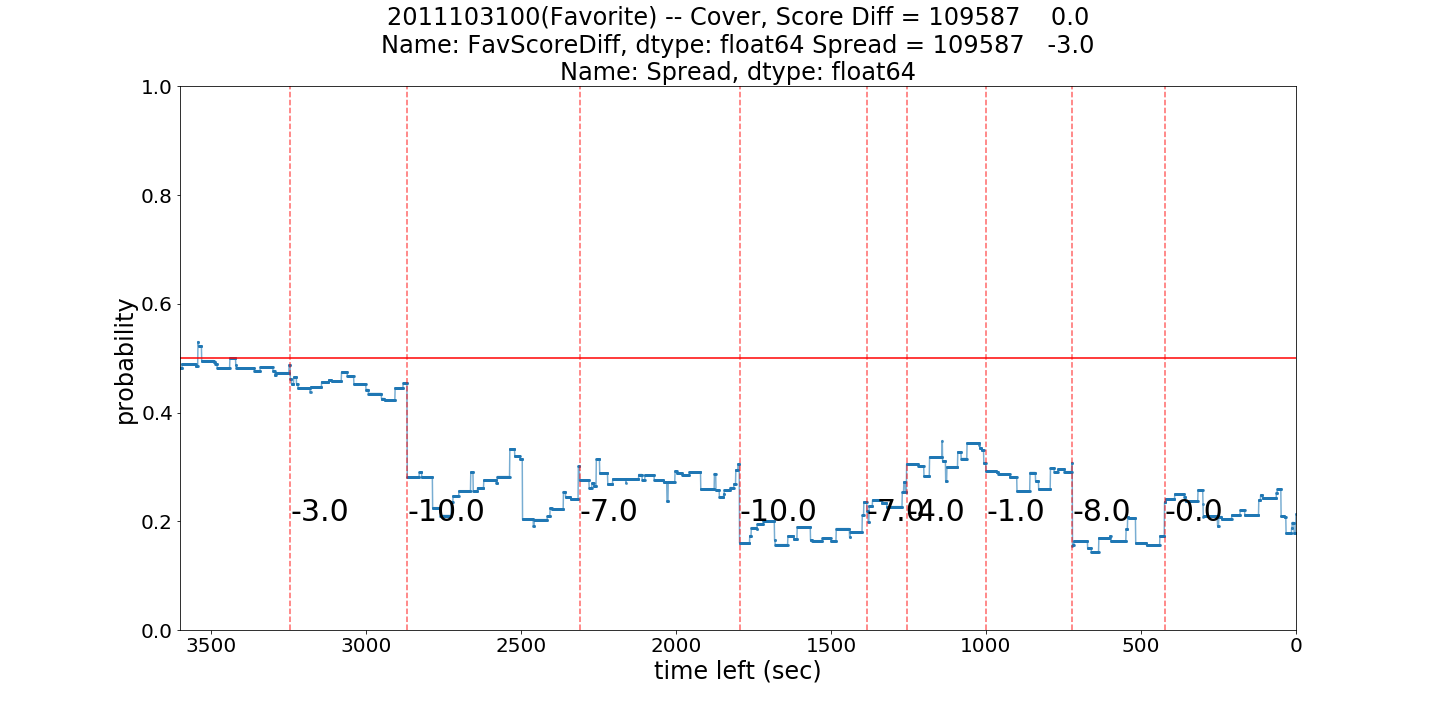 2011103100(Favorite) -- Cover, Score Diff = 109587    0.0
Name: FavScoreDiff, dtype: float64 Spread = 109587   -3.0
Name: Spread, dtype: float64
1.0
0.8
0.6
0.4
0.2
0.0
probability
-3.0 -10.0 -7.0 -10.0 -7.0 -4.0 -1.0 -8.0 -0.0
3500 3000 2500 2000 1500 1000 500 0
time left (sec)